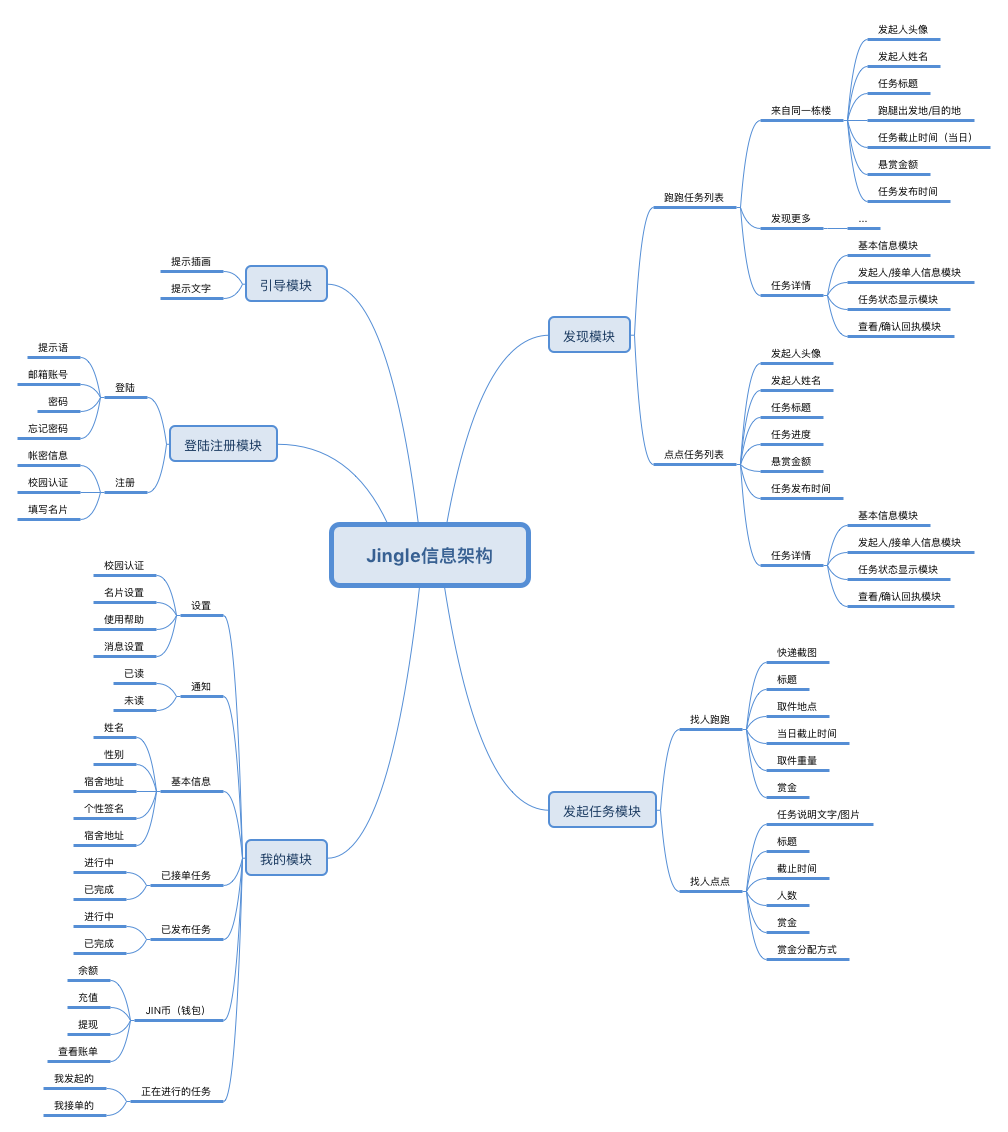 Jingle信息架构
发现模块
跑跑任务列表
来自同一栋楼
发起人头像
发起人姓名
任务标题
跑腿出发地/目的地
任务截止时间（当日）
悬赏金额
任务发布时间
发现更多
...
任务详情
基本信息模块
发起人/接单人信息模块
任务状态显示模块
查看/确认回执模块
点点任务列表
发起人头像
发起人姓名
任务标题
任务进度
悬赏金额
任务发布时间
任务详情
基本信息模块
发起人/接单人信息模块
任务状态显示模块
查看/确认回执模块
发起任务模块
找人跑跑
快递截图
标题
取件地点
当日截止时间
取件重量
赏金
找人点点
任务说明文字/图片
标题
截止时间
人数
赏金
赏金分配方式
引导模块
提示插画
提示文字
登陆注册模块
登陆
提示语
邮箱账号
密码
忘记密码
注册
帐密信息
校园认证
填写名片
我的模块
设置
校园认证
名片设置
使用帮助
消息设置
通知
已读
未读
基本信息
姓名
性别
宿舍地址
个性签名
宿舍地址
已接单任务
进行中
已完成
已发布任务
进行中
已完成
JIN币（钱包）
余额
充值
提现
查看账单
正在进行的任务
我发起的
我接单的